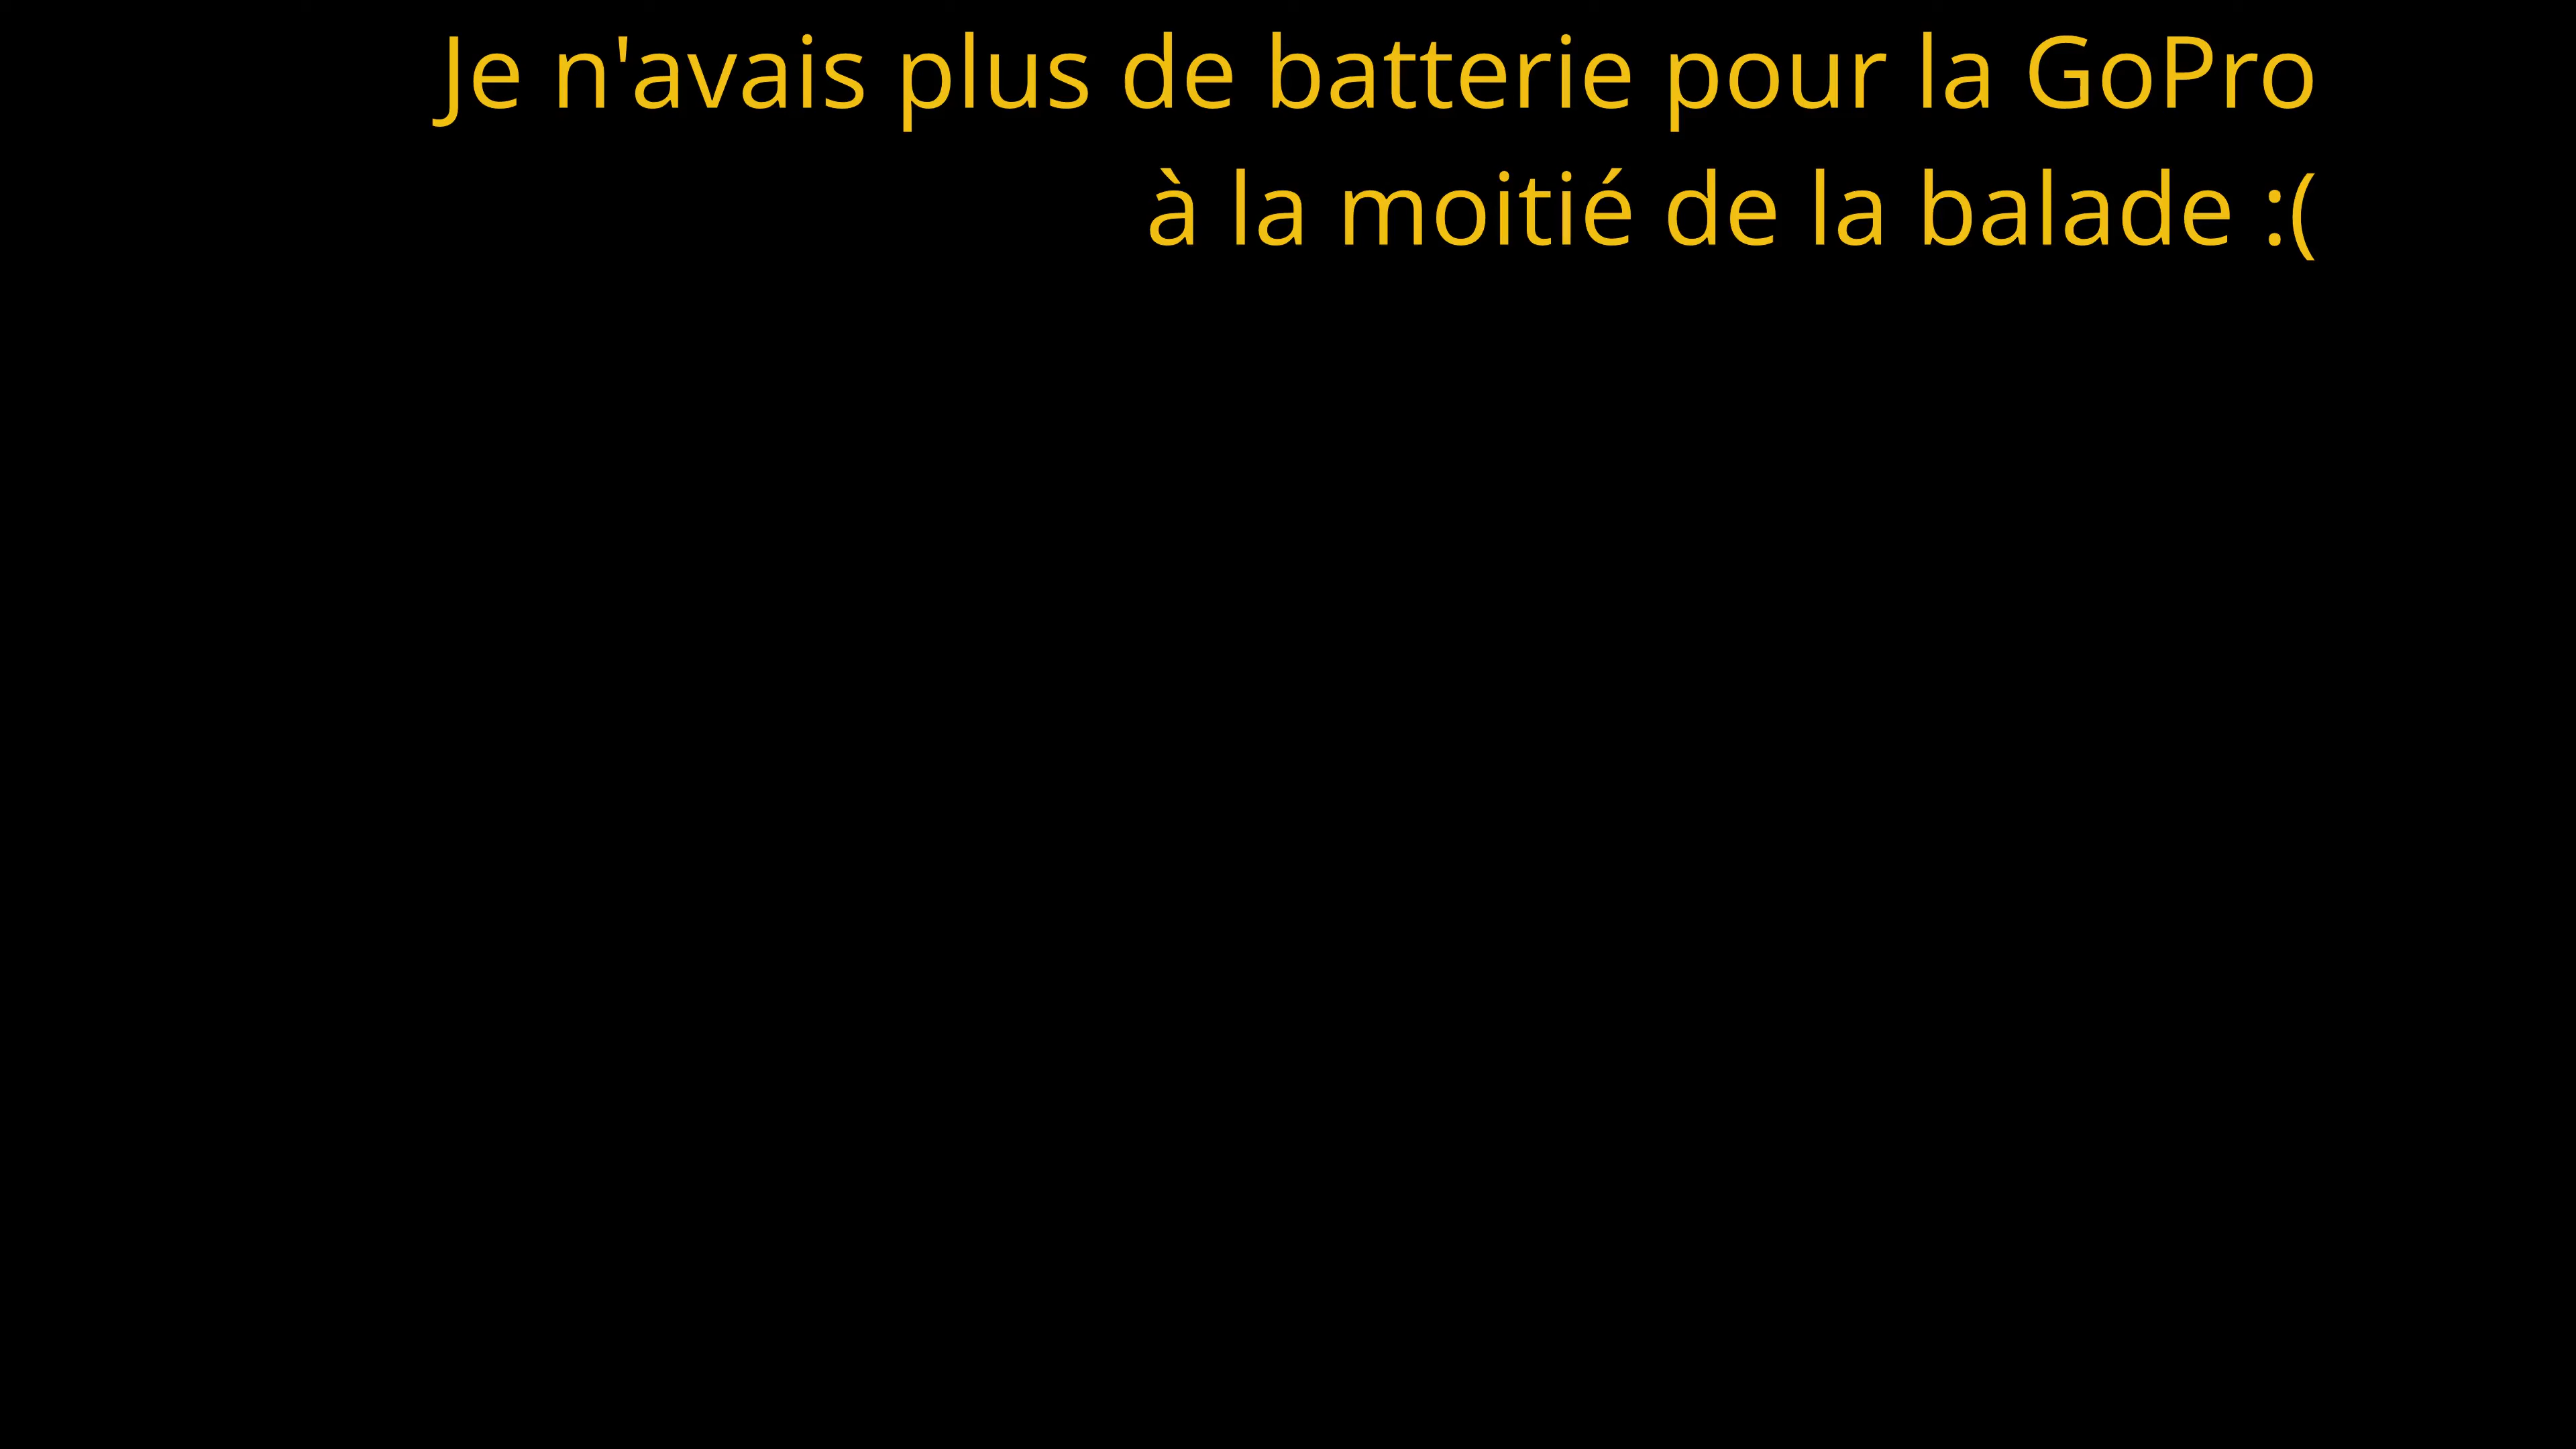 Je n'avais plus de batterie pour la GoPro
à la moitié de la balade :(